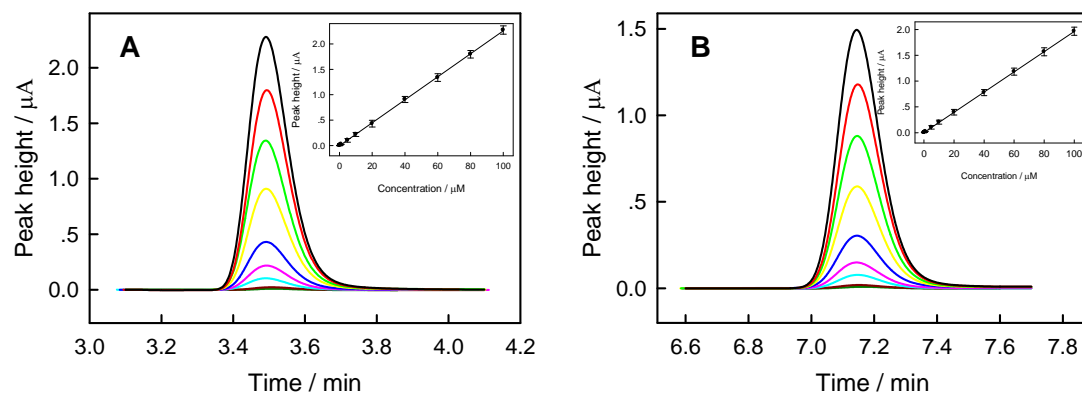 A
Peak height / μA
2.0
1.5
1.0
.5
0.0
3.0 3.2 3.4 3.6 3.8 4.0 4.2
Time / min
Peak height / μA
2.0
1.5
1.0
.5
0.0
0 20 40 60 80 100
Concentration / μM
B
Peak height / μA
1.5
1.0
.5
0.0
6.6 6.8 7.0 7.2 7.4 7.6 7.8
Time / min
Peak height / μA
2.0
1.5
1.0
.5
0.0
0 20 40 60 80 100
Concentration / μM